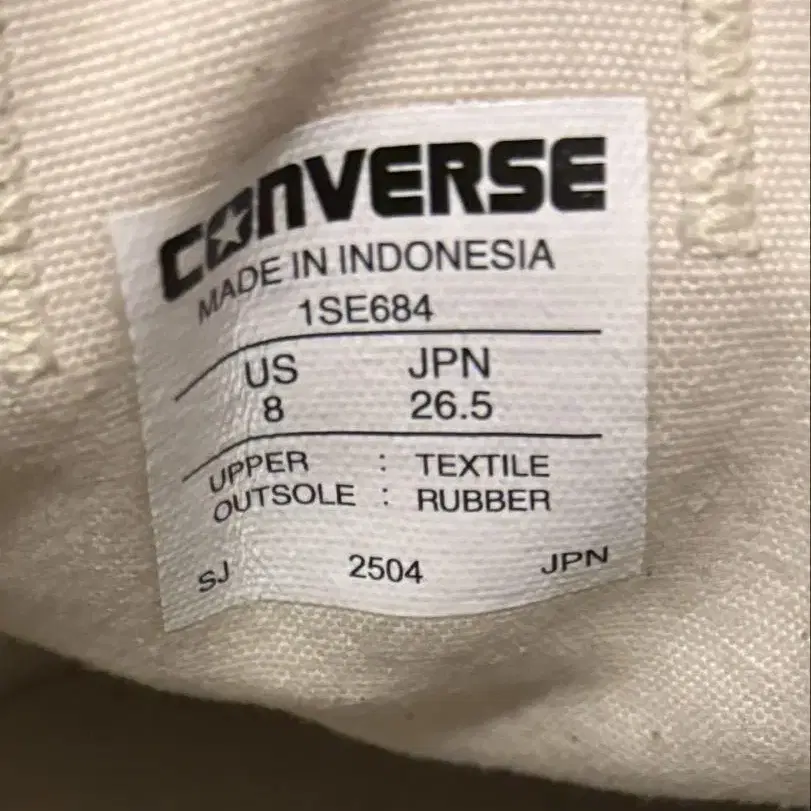 CONVERSE
MADE IN INDONESIA
1SE684
US JPN
8 26.5
UPPER : TEXTILE
OUTSOLE : RUBBER
SJ 2504 JPN